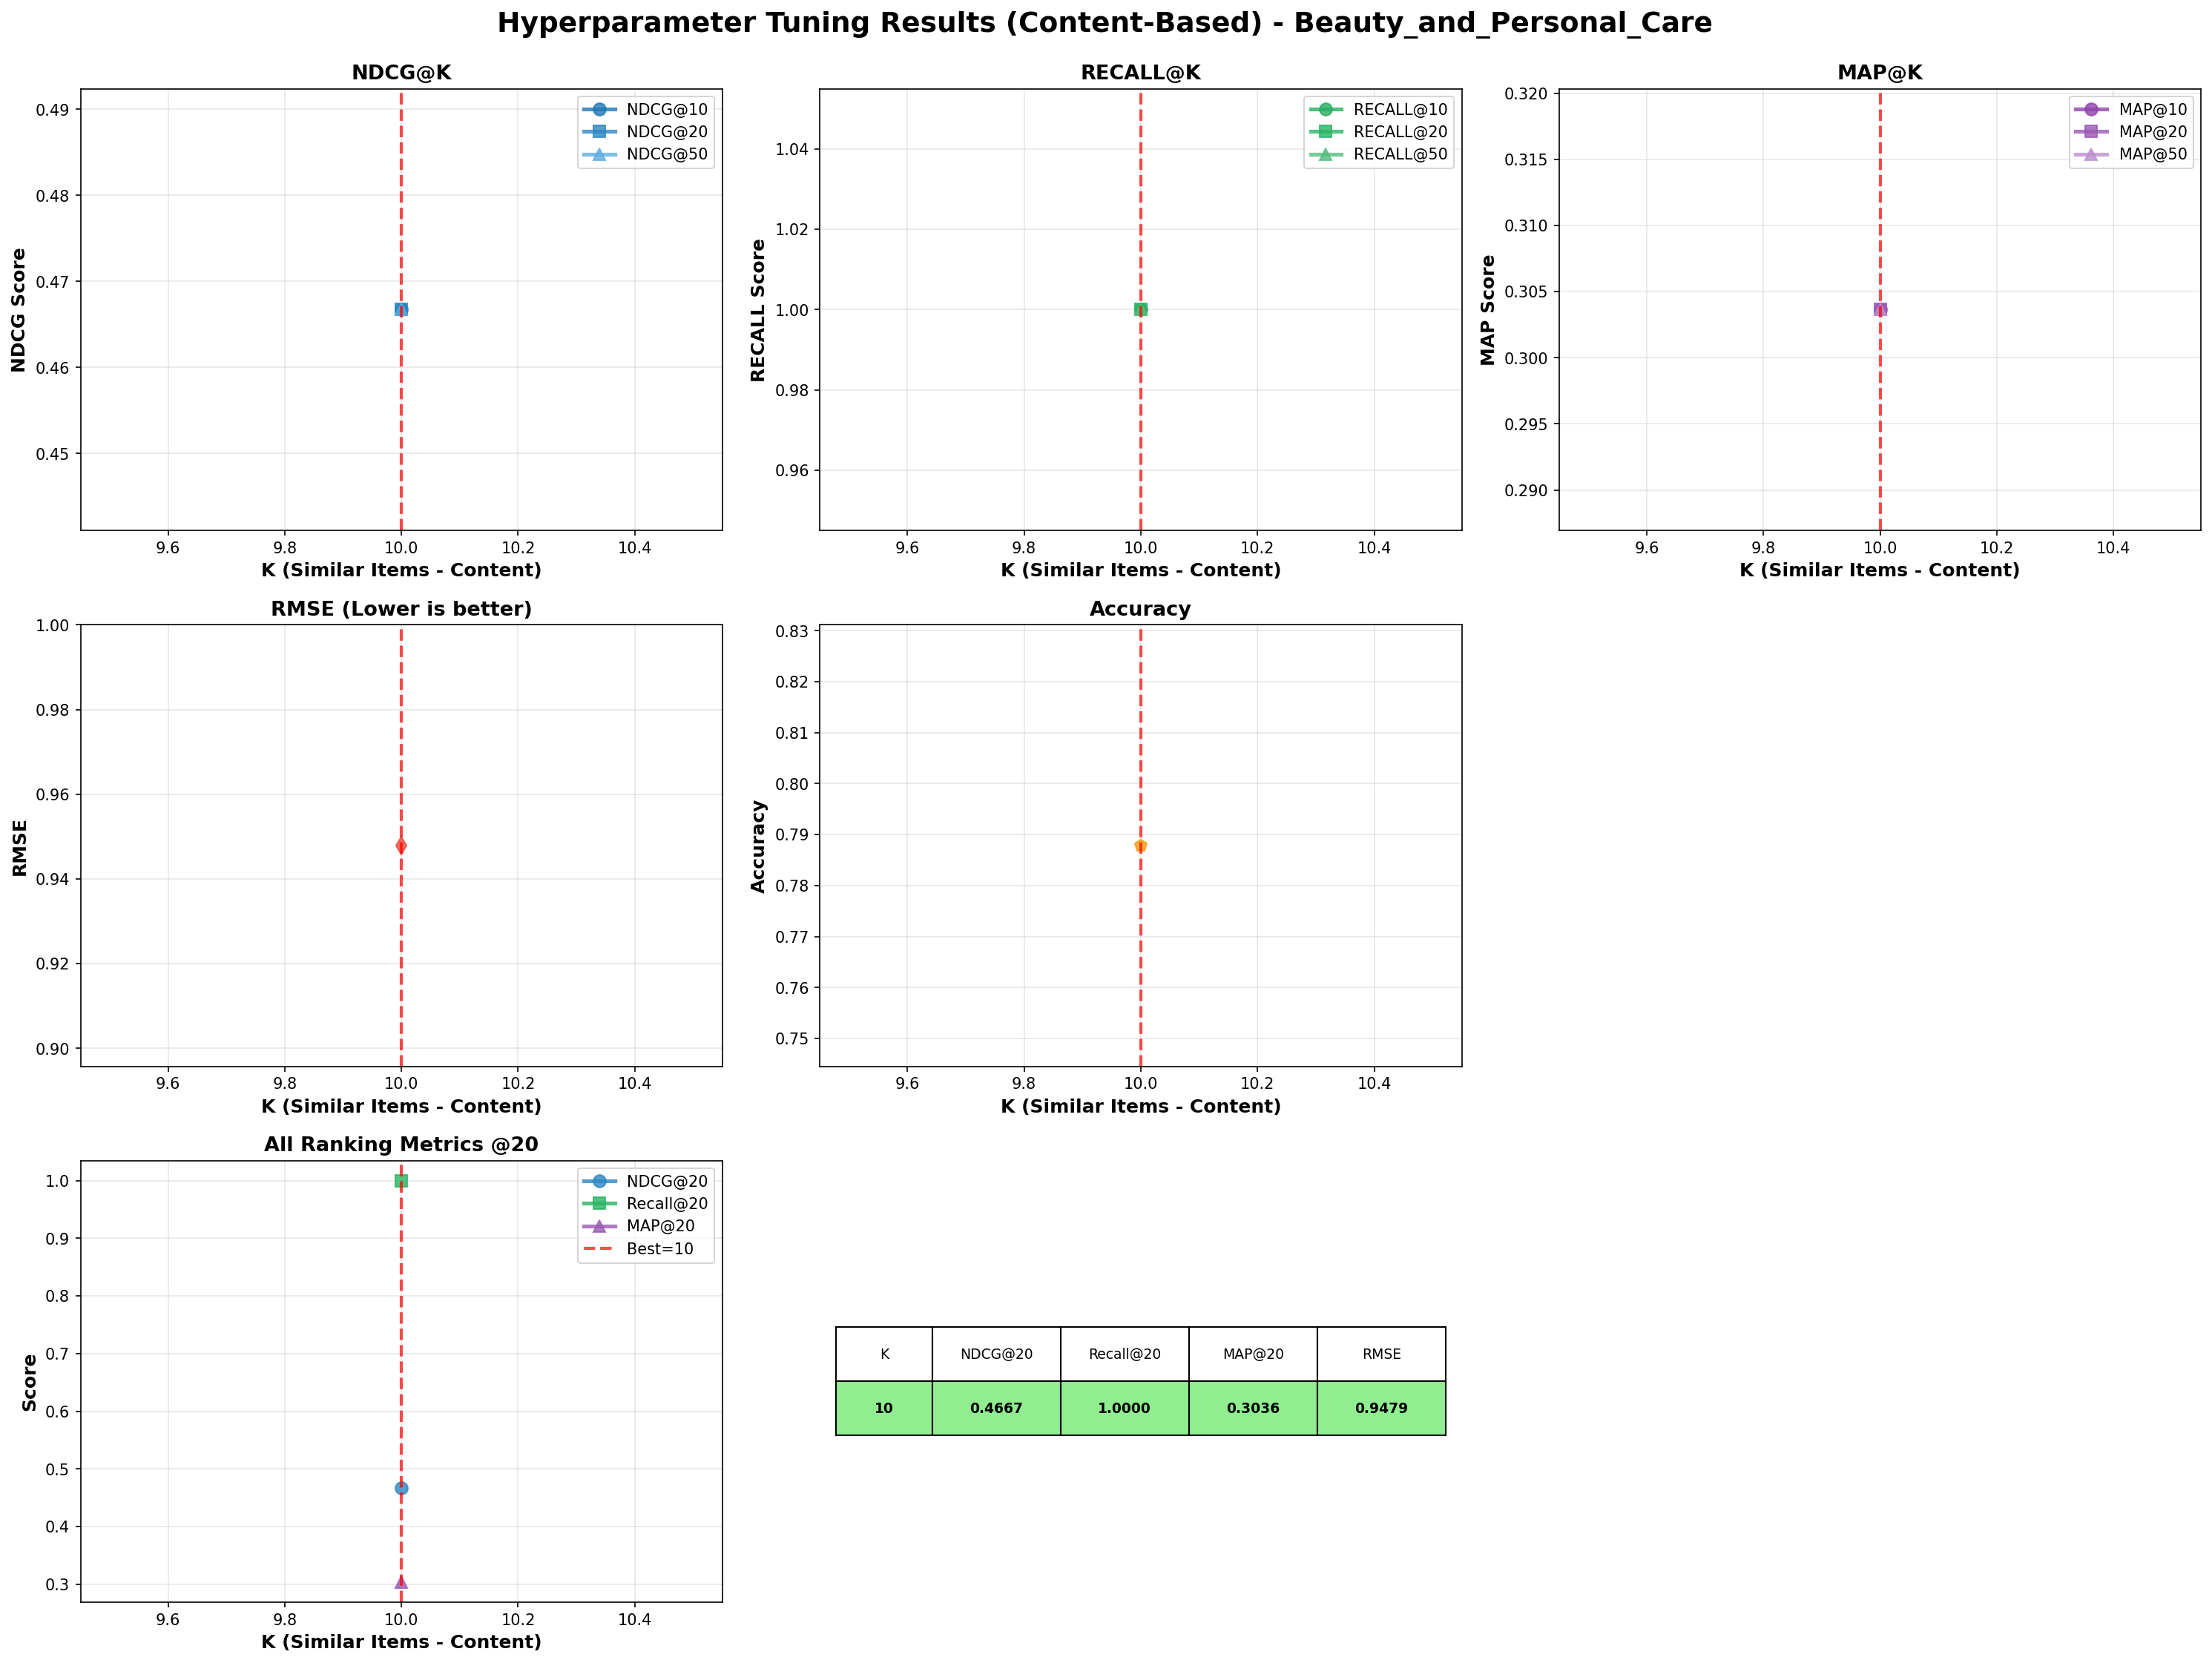 Hyperparameter Tuning Results (Content-Based) - Beauty_and_Personal_Care
NDCG@K
NDCG Score
0.49
0.48
0.47
0.46
0.45
NDCG@10
NDCG@20
NDCG@50
9.6 9.8 10.0 10.2 10.4
K (Similar Items - Content)
RECALL@K
RECALL Score
1.04
1.02
1.00
0.98
0.96
RECALL@10
RECALL@20
RECALL@50
9.6 9.8 10.0 10.2 10.4
K (Similar Items - Content)
MAP@K
MAP Score
0.320
0.315
0.310
0.305
0.300
0.295
0.290
MAP@10
MAP@20
MAP@50
9.6 9.8 10.0 10.2 10.4
K (Similar Items - Content)
RMSE (Lower is better)
RMSE
1.00
0.98
0.96
0.94
0.92
0.90
9.6 9.8 10.0 10.2 10.4
K (Similar Items - Content)
Accuracy
Accuracy
0.83
0.82
0.81
0.80
0.79
0.78
0.77
0.76
0.75
9.6 9.8 10.0 10.2 10.4
K (Similar Items - Content)
All Ranking Metrics @20
Score
1.0
0.9
0.8
0.7
0.6
0.5
0.4
0.3
NDCG@20
Recall@20
MAP@20
Best=10
9.6 9.8 10.0 10.2 10.4
K (Similar Items - Content)
K NDCG@20 Recall@20 MAP@20 RMSE
10 0.4667 1.0000 0.3036 0.9479